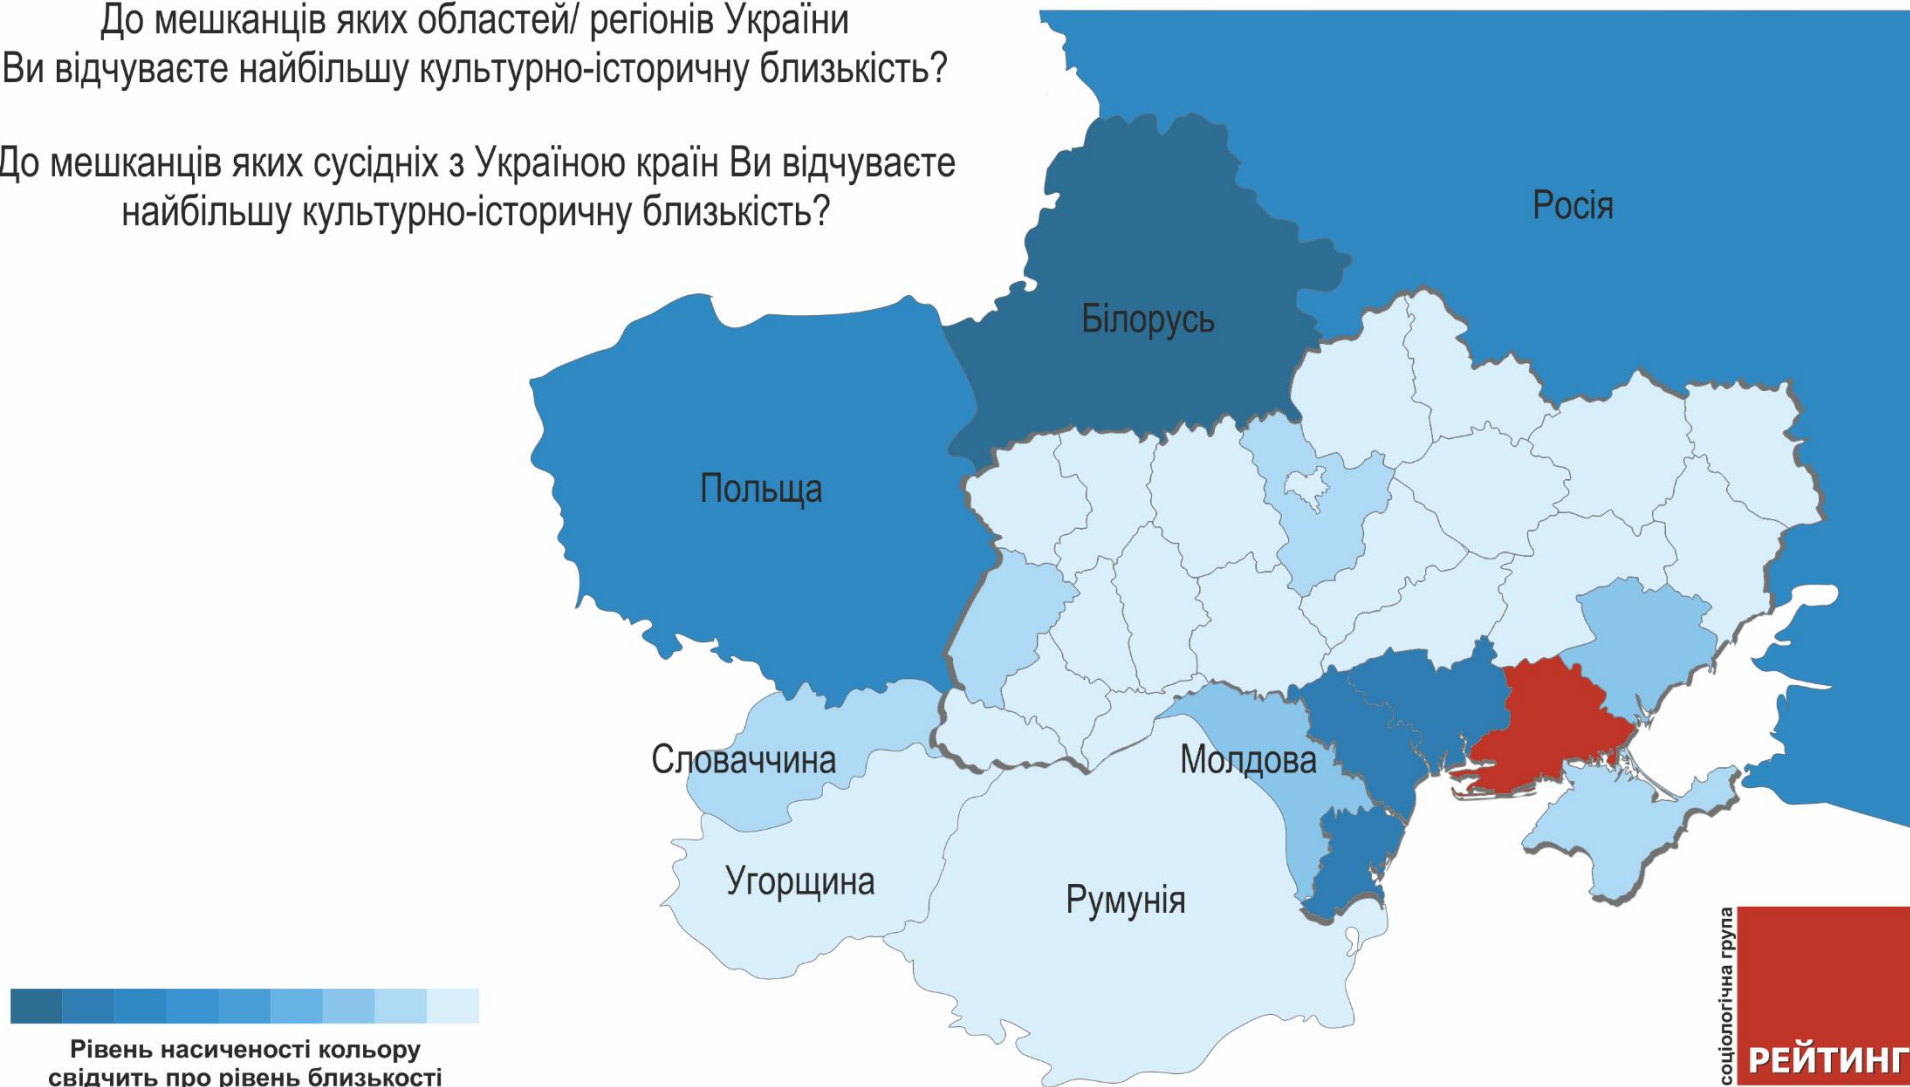 До мешканців яких областей/ регіонів України
Ви відчуваєте найбільшу культурно-історичну близькість?
До мешканців яких сусідніх з Україною країн Ви відчуваєте
найбільшу культурно-історичну близькість?
Росія
Білорусь
Польща
Словаччина
Молдова
Угорщина
Румунія
Рівень насиченості кольору
свідчить про рівень близькості
соціологічна група
РЕЙТИНГ